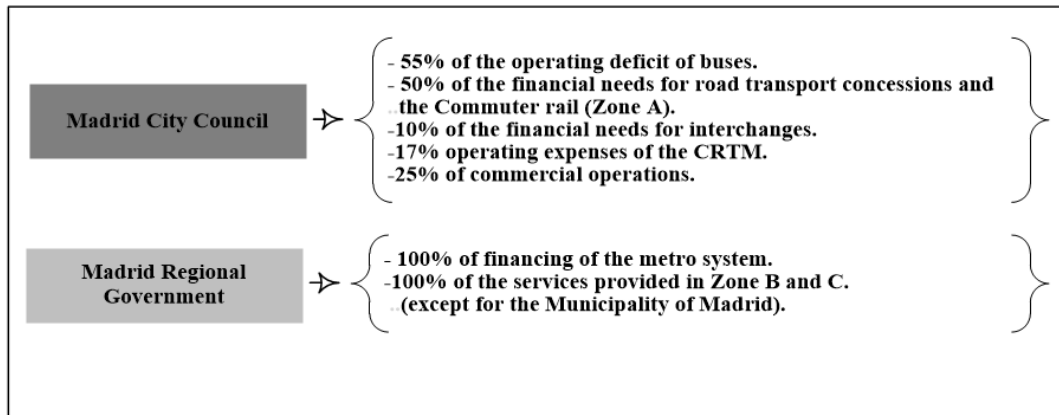 Madrid City Council
- 55% of the operating deficit of buses.
- 50% of the financial needs for road transport concessions and
..the Commuter rail (Zone A).
-10% of the financial needs for interchanges.
-17% operating expenses of the CRTM.
-25% of commercial operations.
Madrid Regional
Government
- 100% of financing of the metro system.
-100% of the services provided in Zone B and C.
..(except for the Municipality of Madrid).